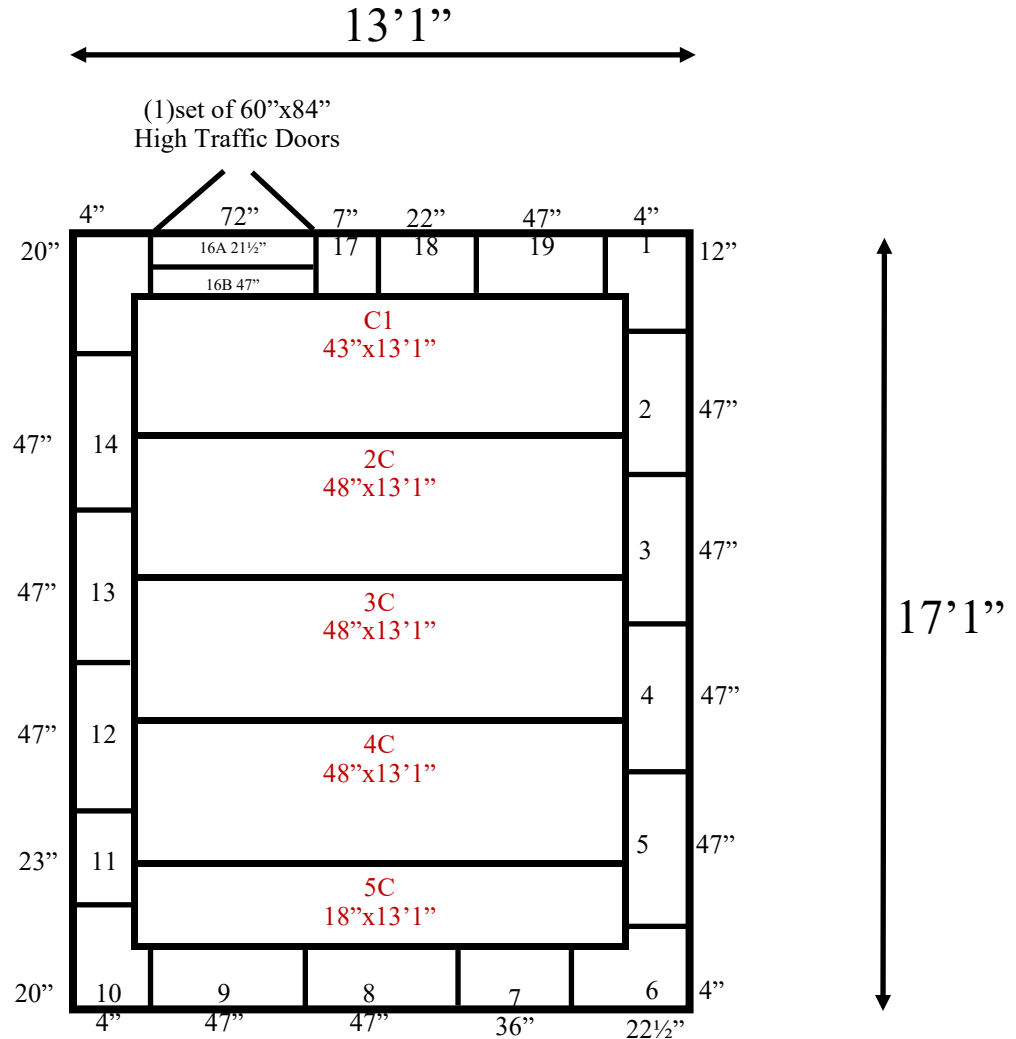 13’1”
(1)set of 60”x84”
High Traffic Doors
4” 72” 7” 22” 47” 4”
20” 16A 21½” 17 18 19 1 12”
16B 47”
C1
43”x13’1”
2 47”
47” 14
2C
48”x13’1”
3 47”
47” 13
3C
48”x13’1”
17’1”
4 47”
47” 12
4C
48”x13’1”
5 47”
23” 11
5C
18”x13’1”
20” 10 9 8 7 6 4”
4” 47” 47” 36” 22½”